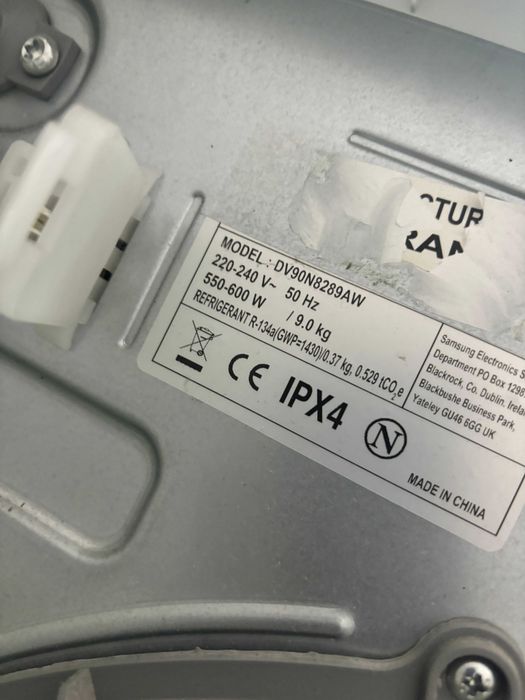 MODEL : DV90N8289AW
220-240 V~ 50 Hz
550-600 W / 9.0 kg
REFRIGERANT R-134a(GWP=1430)/0.37 kg, 0.529 tCO₂e
CE IPX4 N
Samsung Electronics
Department PO Box
Blackrock, Co. Dublin,
Blackbushe Business Park,
Yateley GU46 6GG UK
MADE IN CHINA